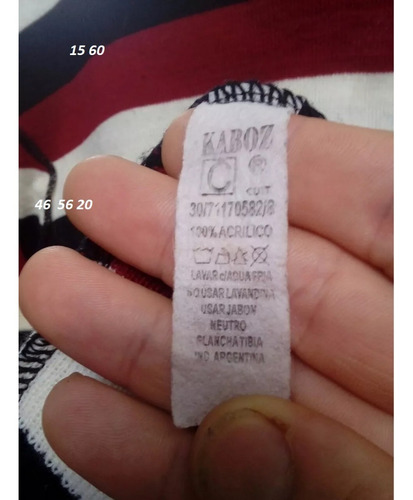 15 60
46 56 20
KABOZ
C ® CUIT
30/71170582/8
100% ACRILICO
LAVAR c/AGUA FRIA
NO USAR LAVANDINA
USAR JABON
NEUTRO
PLANCHA TIBIA
IND ARGENTINA